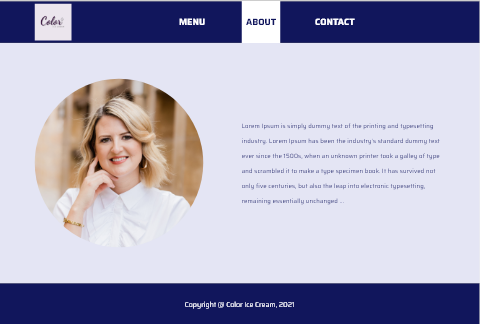 Color
MENU
ABOUT
CONTACT
Lorem Ipsum is simply dummy text of the printing and typesetting
industry. Lorem Ipsum has been the industry's standard dummy text
ever since the 1500s, when an unknown printer took a galley of type
and scrambled it to make a type specimen book. It has survived not
only five centuries, but also the leap into electronic typesetting,
remaining essentially unchanged ...
Copyright @ Color Ice Cream, 2021